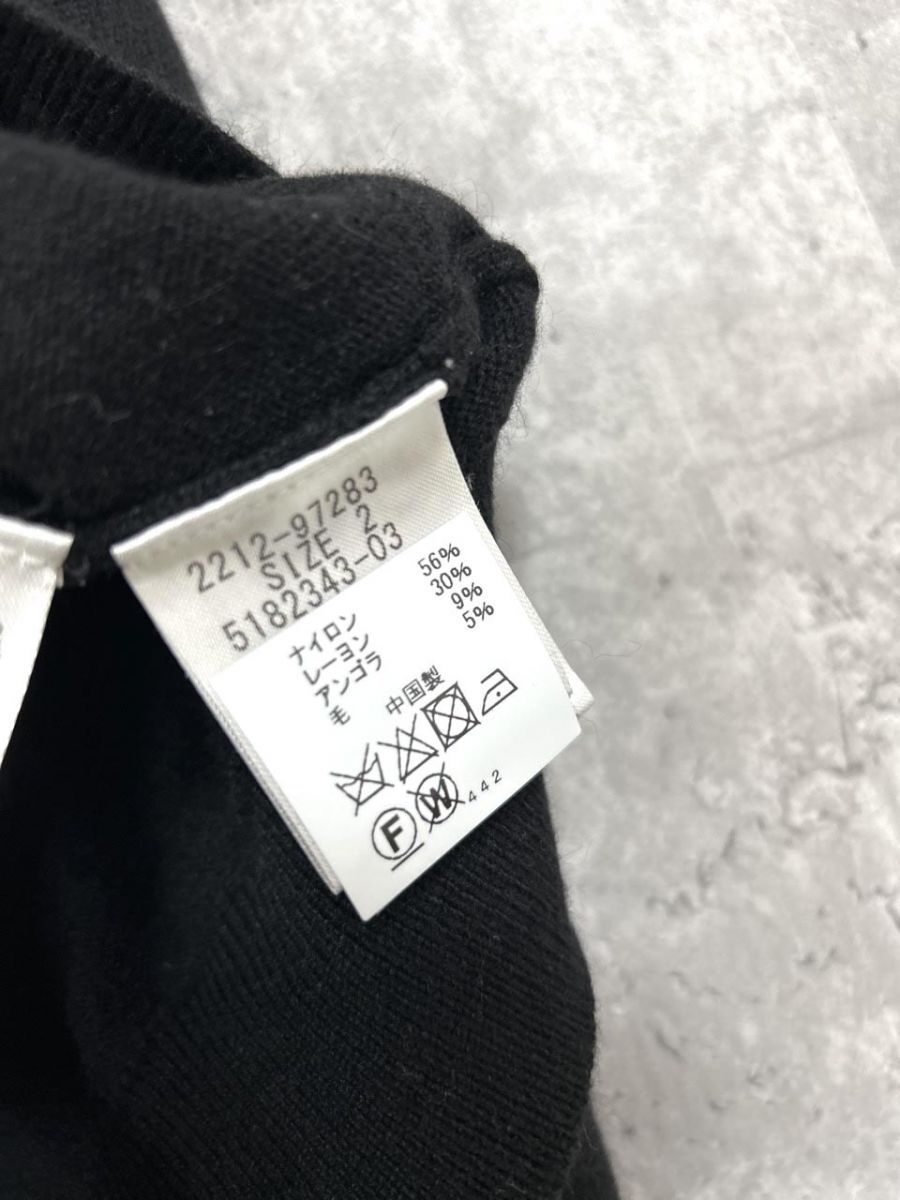 2212-97283
SIZE 2
5182343-03
ナイロン 56%
レーヨン 30%
アンゴラ 9%
毛 5%
中国製
F W 442